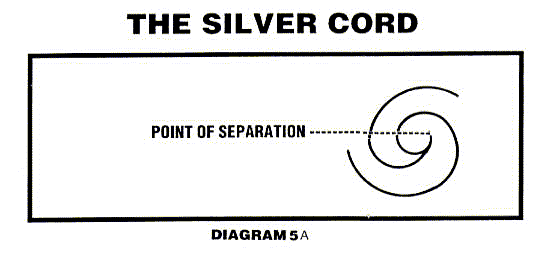 THE SILVER CORD
POINT OF SEPARATION
DIAGRAM 5A